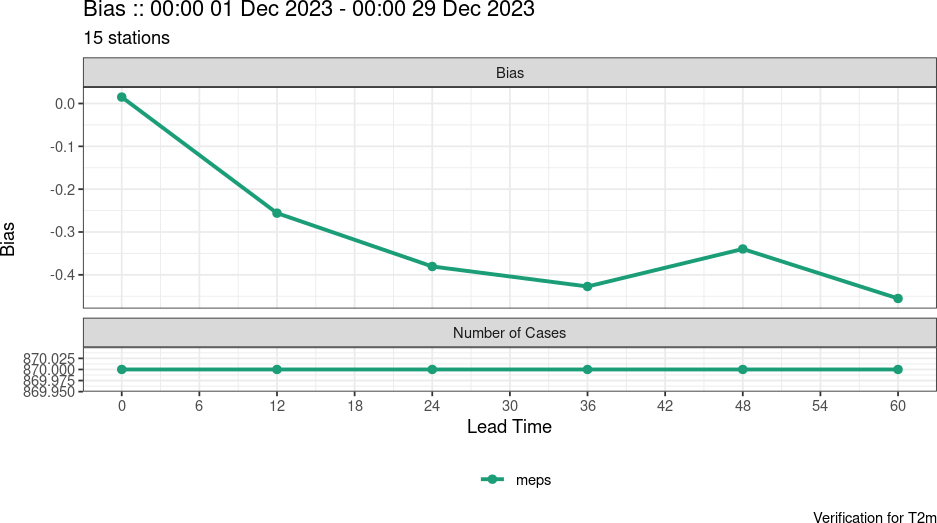 Bias :: 00:00 01 Dec 2023 - 00:00 29 Dec 2023
15 stations
Bias
0.0
-0.1
-0.2
-0.3
-0.4
Bias
Number of Cases
870.025
870.000
869.975
869.950
0 6 12 18 24 30 36 42 48 54 60
Lead Time
meps
Verification for T2m